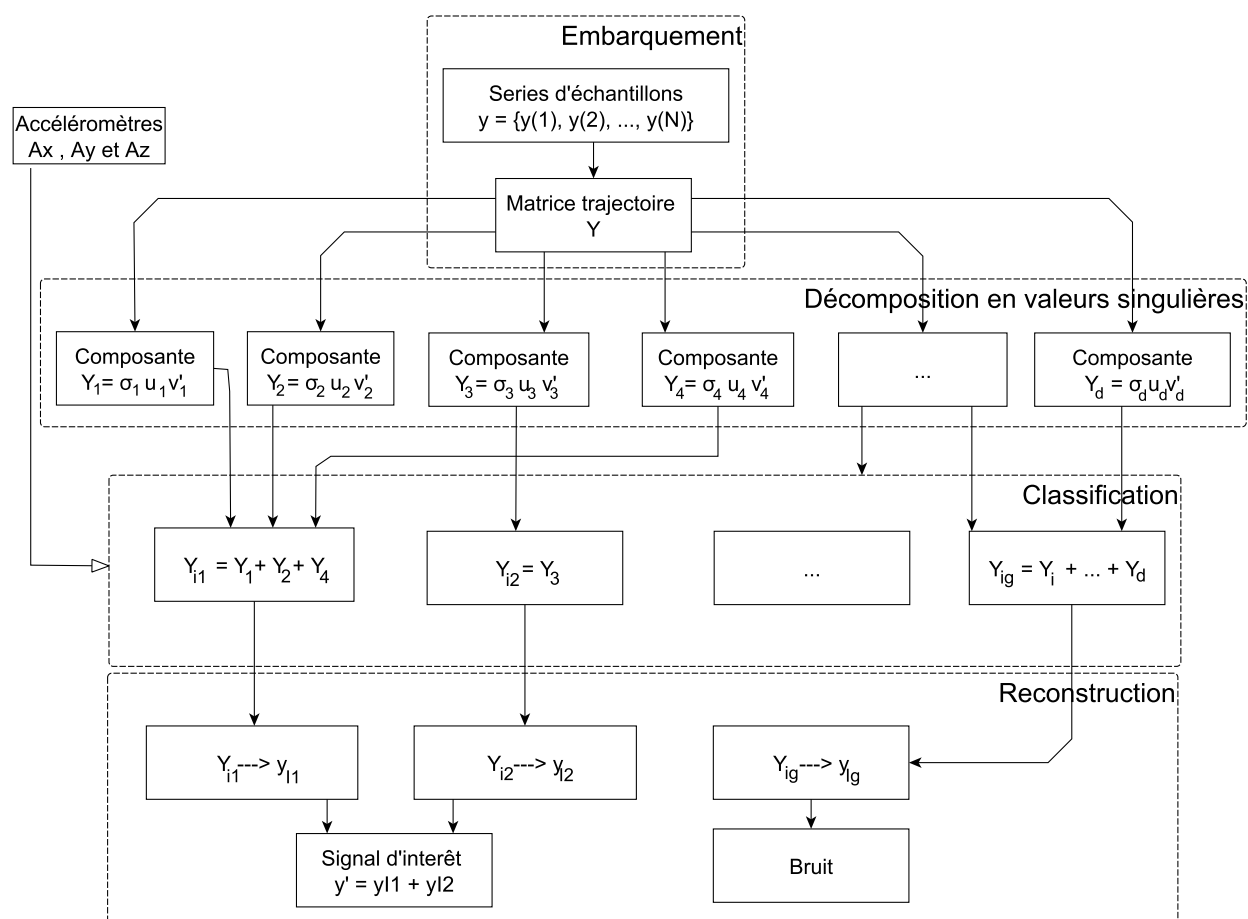 Embarquement
Series d'échantillons
y = {y(1), y(2), ..., y(N)}
Accéléromètres
Ax , Ay et Az
Matrice trajectoire
Y
Décomposition en valeurs singulières
Composante
Y1= σ1 u1 v'1
Composante
Y2= σ2 u2 v'2
Composante
Y3= σ3 u3 v'3
Composante
Y4= σ4 u4 v'4
...
Composante
Yd = σd ud v'd
Classification
Yi1 = Y1+ Y2+ Y4
Yi2 = Y3
...
Yig = Yi + ... + Yd
Reconstruction
Yi1---> yI1
Yi2---> yI2
Yig---> yIg
Signal d'interêt
y' = yI1 + yI2
Bruit